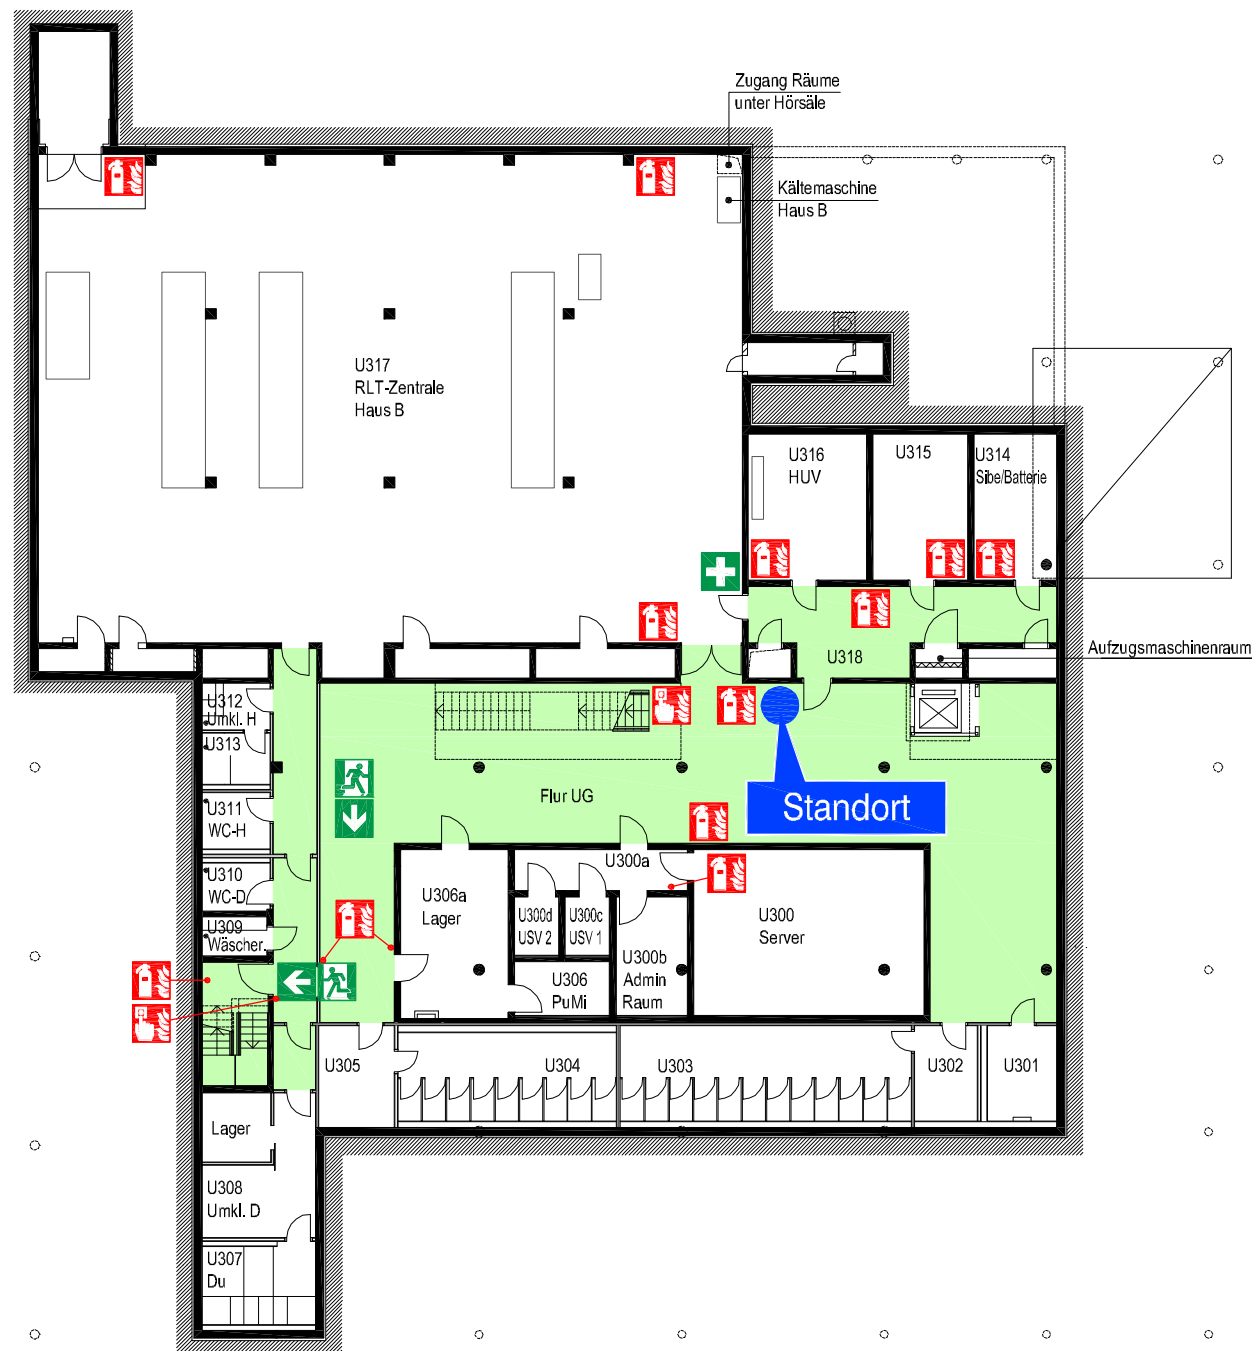 Zugang Räume
unter Hörsäle
Kältemaschine
Haus B
U317
RLT-Zentrale
Haus B
U316
HUV
U315
U314
Sibe/Batterie
U318
Aufzugsmaschinenraum
U312
Umkl. H
U313
U311
WC-H
U310
WC-D
U309
Wäscher.
Flur UG
Standort
U300a
U306a
Lager
U300d
USV 2
U300c
USV 1
U300
Server
U300b
Admin
Raum
U306
PuMi
U305
U304
U303
U302
U301
Lager
U308
Umkl. D
U307
Du